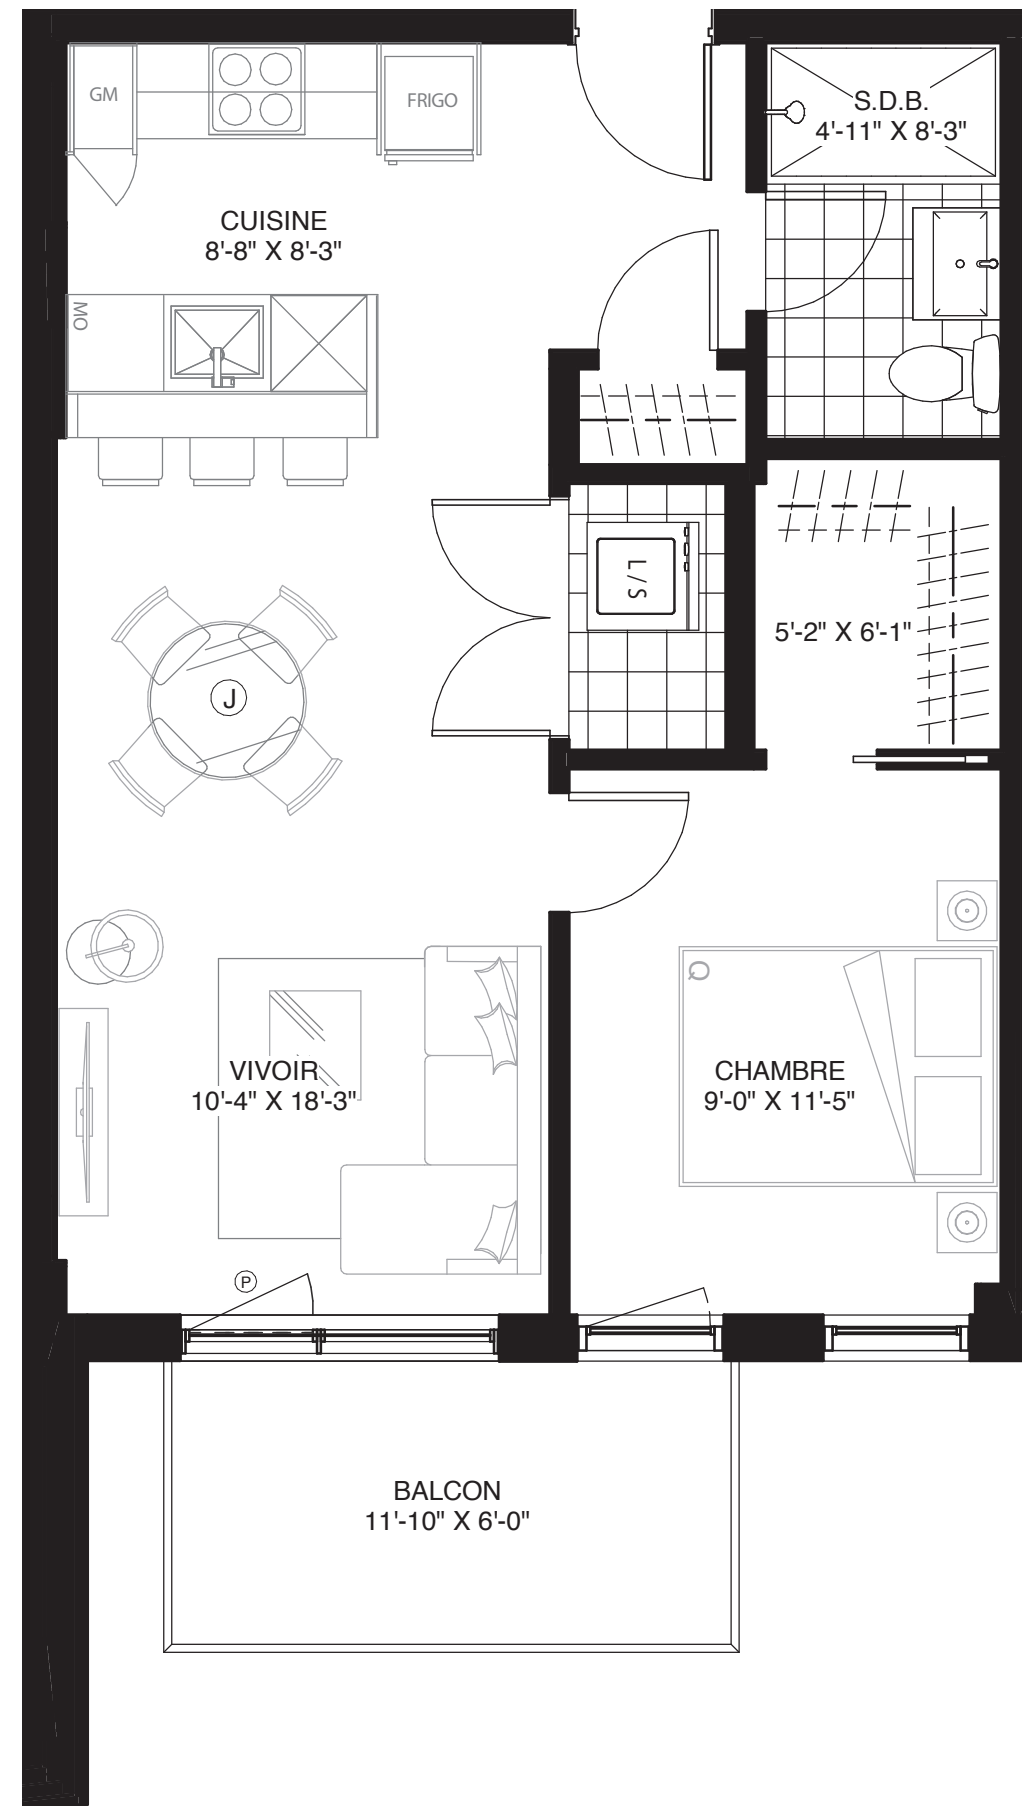 GM
FRIGO
S.D.B.
4'-11" X 8'-3"
CUISINE
8'-8" X 8'-3"
MO
L/S
5'-2" X 6'-1"
J
Q
VIVOIR
10'-4" X 18'-3"
CHAMBRE
9'-0" X 11'-5"
P
BALCON
11'-10" X 6'-0"